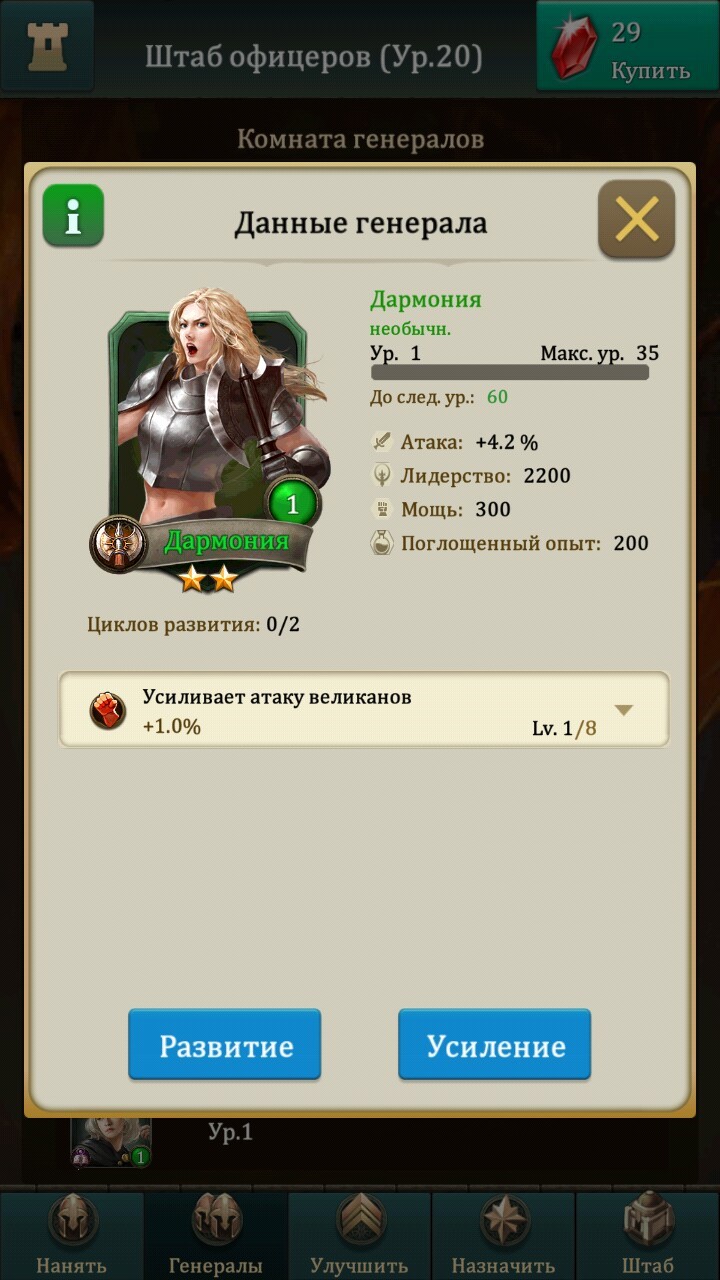 Штаб офицеров (Ур.20)
29
Купить
Комната генералов
i
Данные генерала
Дармония
необычн.
Ур. 1
Макс. ур. 35
До след. ур.: 60
Атака: +4.2 %
Лидерство: 2200
Мощь: 300
Поглощенный опыт: 200
1
Дармония
Циклов развития: 0/2
Усиливает атаку великанов
+1.0%
Lv. 1/8
Развитие
Усиление
Ур.1
1
Нанять
Генералы
Улучшить
Назначить
Штаб